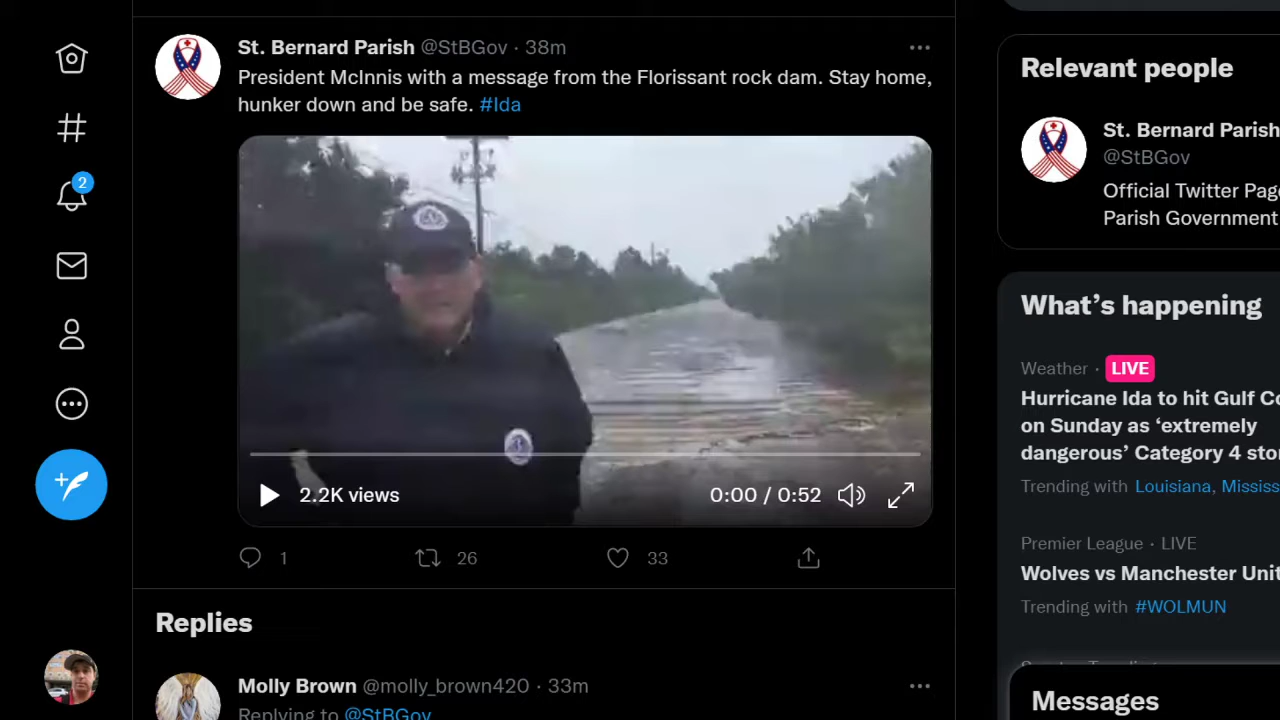 St. Bernard Parish @StBGov · 38m
President McInnis with a message from the Florissant rock dam. Stay home,
hunker down and be safe. #Ida
2.2K views
0:00 / 0:52
1
26
33
Replies
Molly Brown @molly_brown420 · 33m
Replying to @StBGov
2
Relevant people
St. Bernard Parish
@StBGov
Official Twitter Page
Parish Government
What's happening
Weather · LIVE
Hurricane Ida to hit Gulf Co
on Sunday as ‘extremely
dangerous’ Category 4 stor
Trending with Louisiana, Mississ
Premier League · LIVE
Wolves vs Manchester Unit
Trending with #WOLMUN
Messages